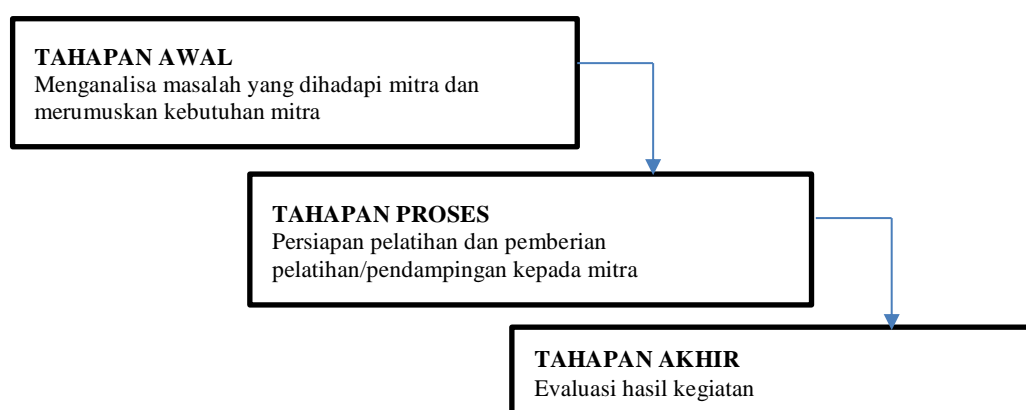 TAHAPAN AWAL
Menganalisa masalah yang dihadapi mitra dan
merumuskan kebutuhan mitra
TAHAPAN PROSES
Persiapan pelatihan dan pemberian
pelatihan/pendampingan kepada mitra
TAHAPAN AKHIR
Evaluasi hasil kegiatan